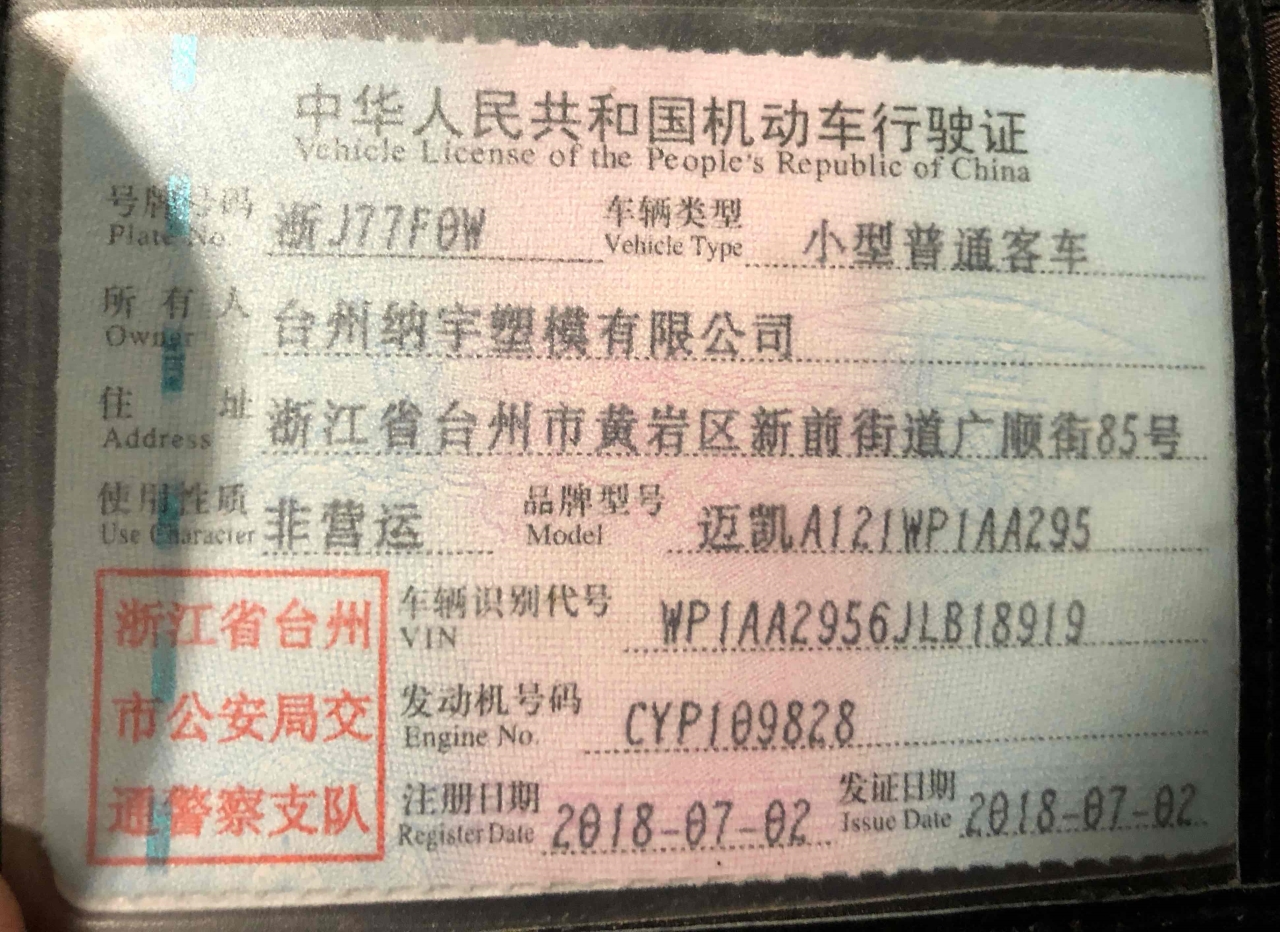 中华人民共和国机动车行驶证
Vehicle License of the People's Republic of China
号牌号码 浙J77F0W 车辆类型 小型普通客车
Plate No. Vehicle Type
所有人 台州纳宇塑模有限公司
Owner
住址 浙江省台州市黄岩区新前街道广顺街85号
Address
使用性质 非营运 品牌型号 迈凯A121WP1AA295
Use Character Model
浙江省台州
市公安局交
通警察支队
车辆识别代号 WP1AA2956JLB18919
VIN
发动机号码 CYP109828
Engine No.
注册日期 2018-07-02 发证日期 2018-07-02
Register Date Issue Date